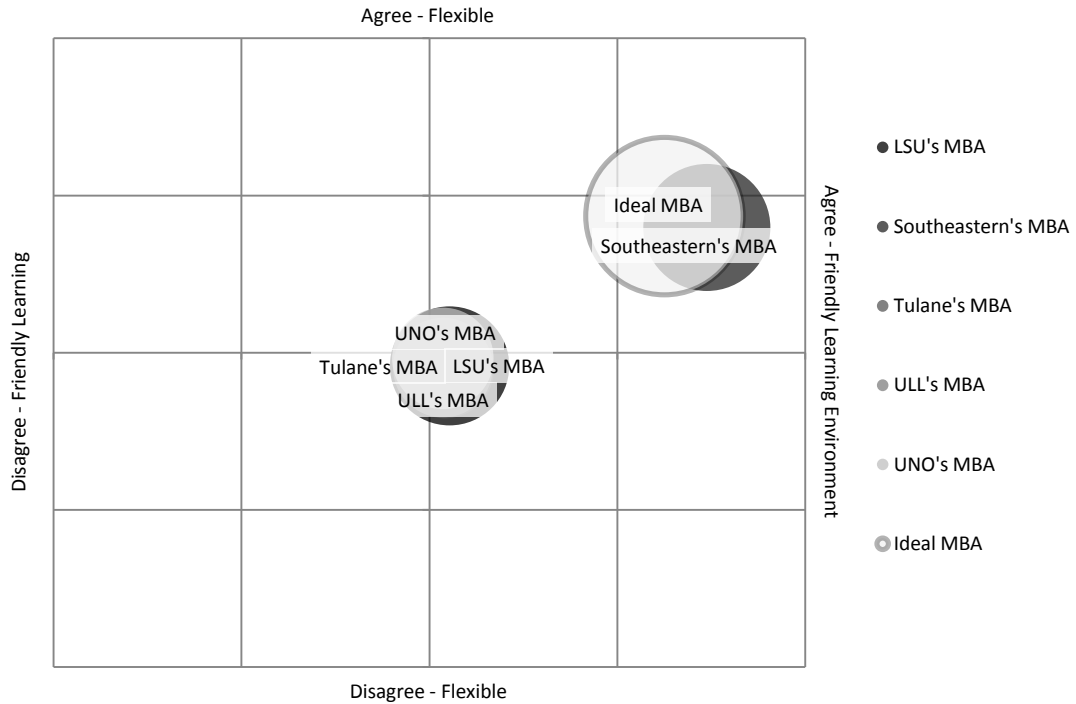 Agree - Flexible
Disagree - Friendly Learning
Ideal MBA
Southeastern's MBA
UNO's MBA
Tulane's MBA
LSU's MBA
ULL's MBA
Agree - Friendly Learning Environment
Disagree - Flexible
LSU's MBA
Southeastern's MBA
Tulane's MBA
ULL's MBA
UNO's MBA
Ideal MBA